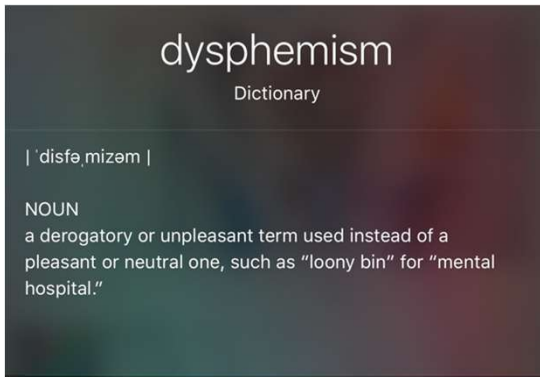 dysphemism
Dictionary
| ˈdisfəˌmizəm |
NOUN
a derogatory or unpleasant term used instead of a
pleasant or neutral one, such as “loony bin” for “mental
hospital.”